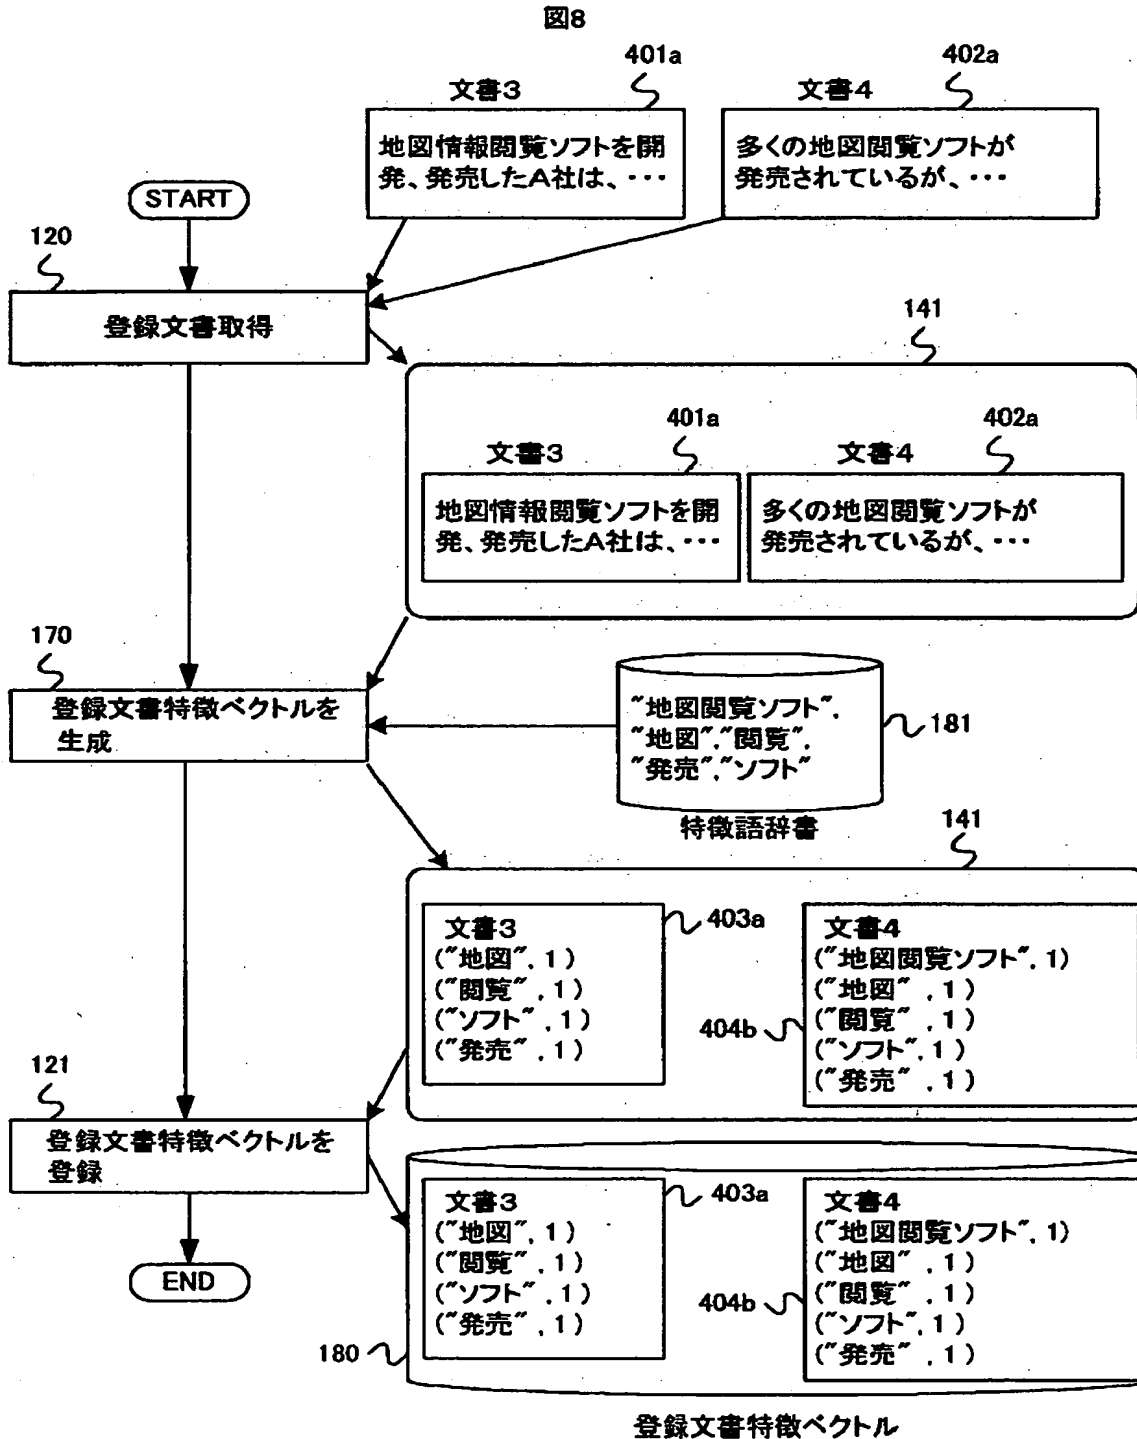 図8
401a
402a
文書3
文書4
地図情報閲覧ソフトを開
発、発売したA社は、・・・
多くの地図閲覧ソフトが
発売されているが、・・・
START
120
登録文書取得
141
401a
402a
文書3
文書4
地図情報閲覧ソフトを開
発、発売したA社は、・・・
多くの地図閲覧ソフトが
発売されているが、・・・
170
登録文書特徴ベクトルを
生成
"地図閲覧ソフト",
"地図","閲覧",
"発売","ソフト"
181
特徴語辞書
141
文書3
("地図", 1)
("閲覧", 1)
("ソフト", 1)
("発売", 1)
403a
文書4
("地図閲覧ソフト", 1)
("地図", 1)
("閲覧", 1)
("ソフト", 1)
("発売", 1)
404b
121
登録文書特徴ベクトルを
登録
文書3
("地図", 1)
("閲覧", 1)
("ソフト", 1)
("発売", 1)
403a
文書4
("地図閲覧ソフト", 1)
("地図", 1)
("閲覧", 1)
("ソフト", 1)
("発売", 1)
404b
END
180
登録文書特徴ベクトル